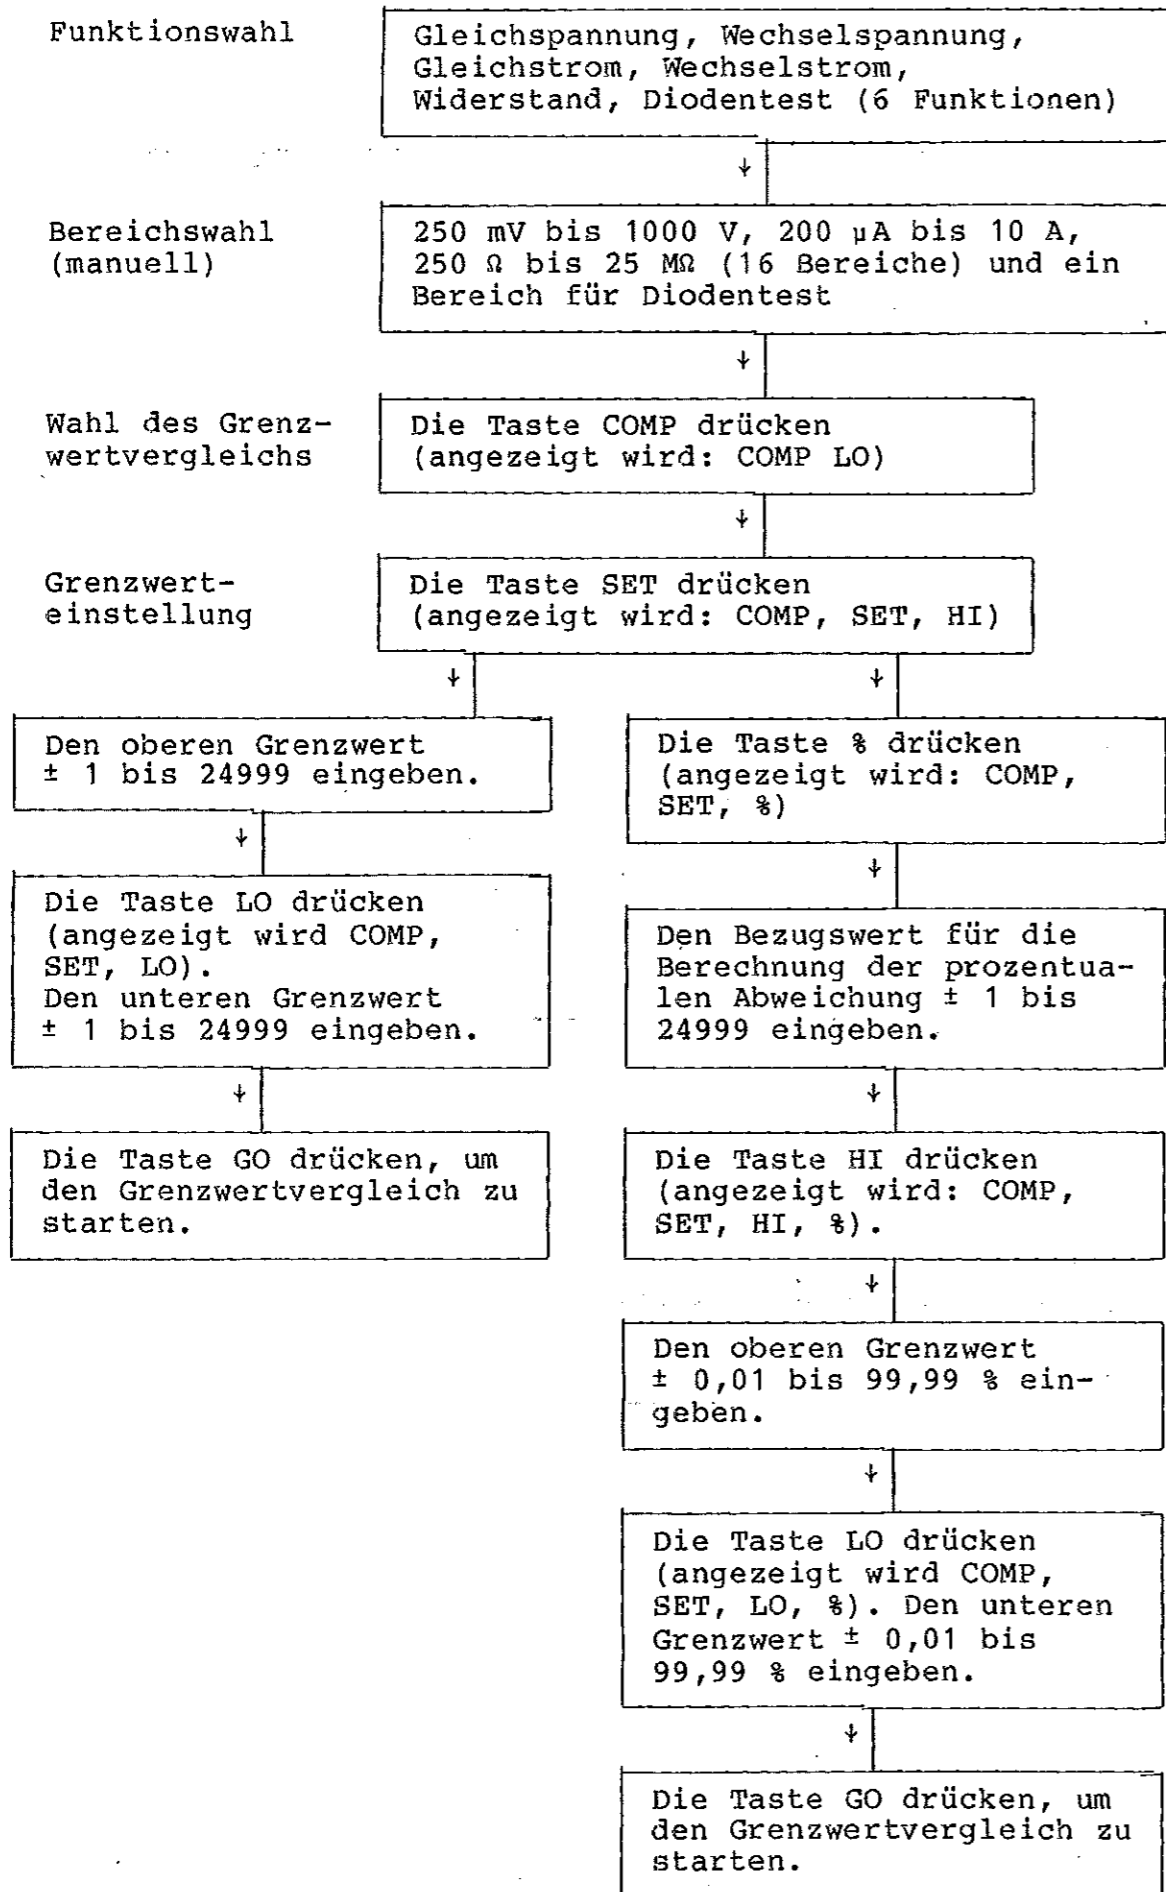 Funktionswahl
Gleichspannung, Wechselspannung,
Gleichstrom, Wechselstrom,
Widerstand, Diodentest (6 Funktionen)
Bereichswahl
(manuell)
250 mV bis 1000 V, 200 µA bis 10 A,
250 Ω bis 25 MΩ (16 Bereiche) und ein
Bereich für Diodentest
Wahl des Grenz-
wertvergleichs
Die Taste COMP drücken
(angezeigt wird: COMP LO)
Grenzwert-
einstellung
Die Taste SET drücken
(angezeigt wird: COMP, SET, HI)
Den oberen Grenzwert
± 1 bis 24999 eingeben.
Die Taste LO drücken
(angezeigt wird COMP,
SET, LO).
Den unteren Grenzwert
± 1 bis 24999 eingeben.
Die Taste GO drücken, um
den Grenzwertvergleich zu
starten.
Die Taste % drücken
(angezeigt wird: COMP,
SET, %)
Den Bezugswert für die
Berechnung der prozentua-
len Abweichung ± 1 bis
24999 eingeben.
Die Taste HI drücken
(angezeigt wird: COMP,
SET, HI, %).
Den oberen Grenzwert
± 0,01 bis 99,99 % ein-
geben.
Die Taste LO drücken
(angezeigt wird COMP,
SET, LO, %). Den unteren
Grenzwert ± 0,01 bis
99,99 % eingeben.
Die Taste GO drücken, um
den Grenzwertvergleich zu
starten.